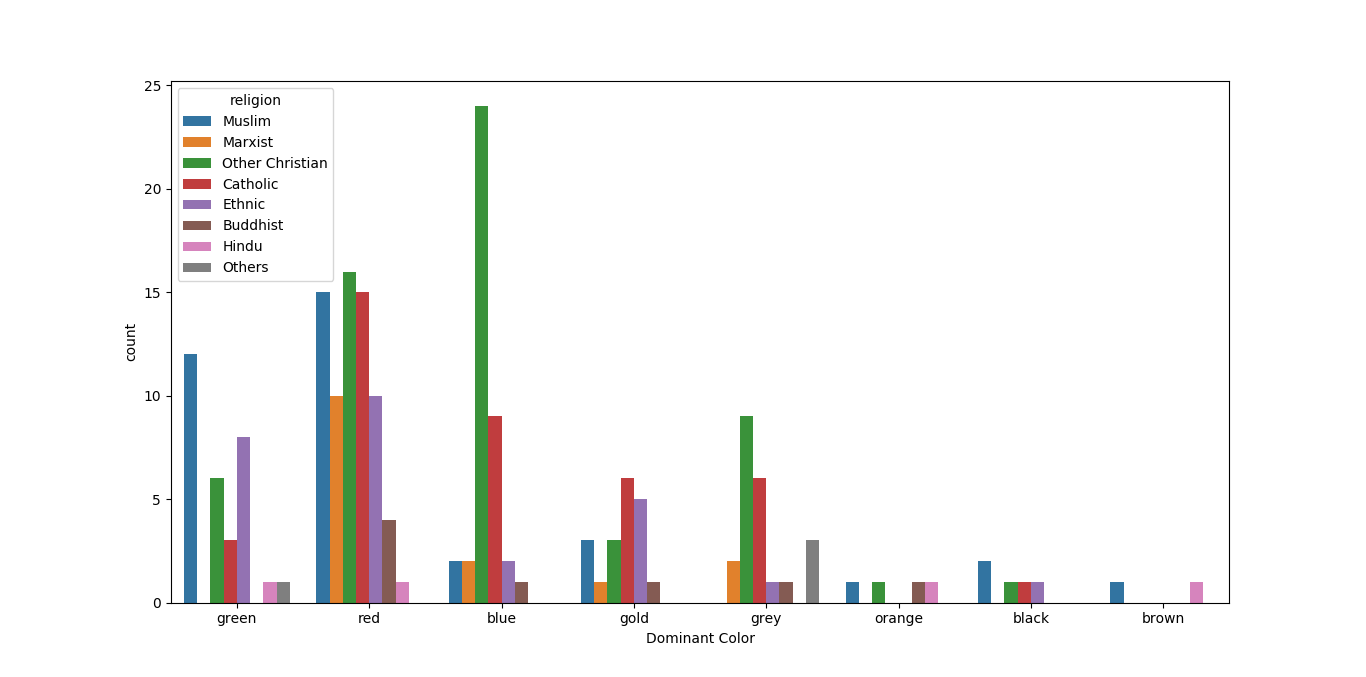 25
20
15
10
5
0
count
religion
Muslim
Marxist
Other Christian
Catholic
Ethnic
Buddhist
Hindu
Others
green red blue gold grey orange black brown
Dominant Color